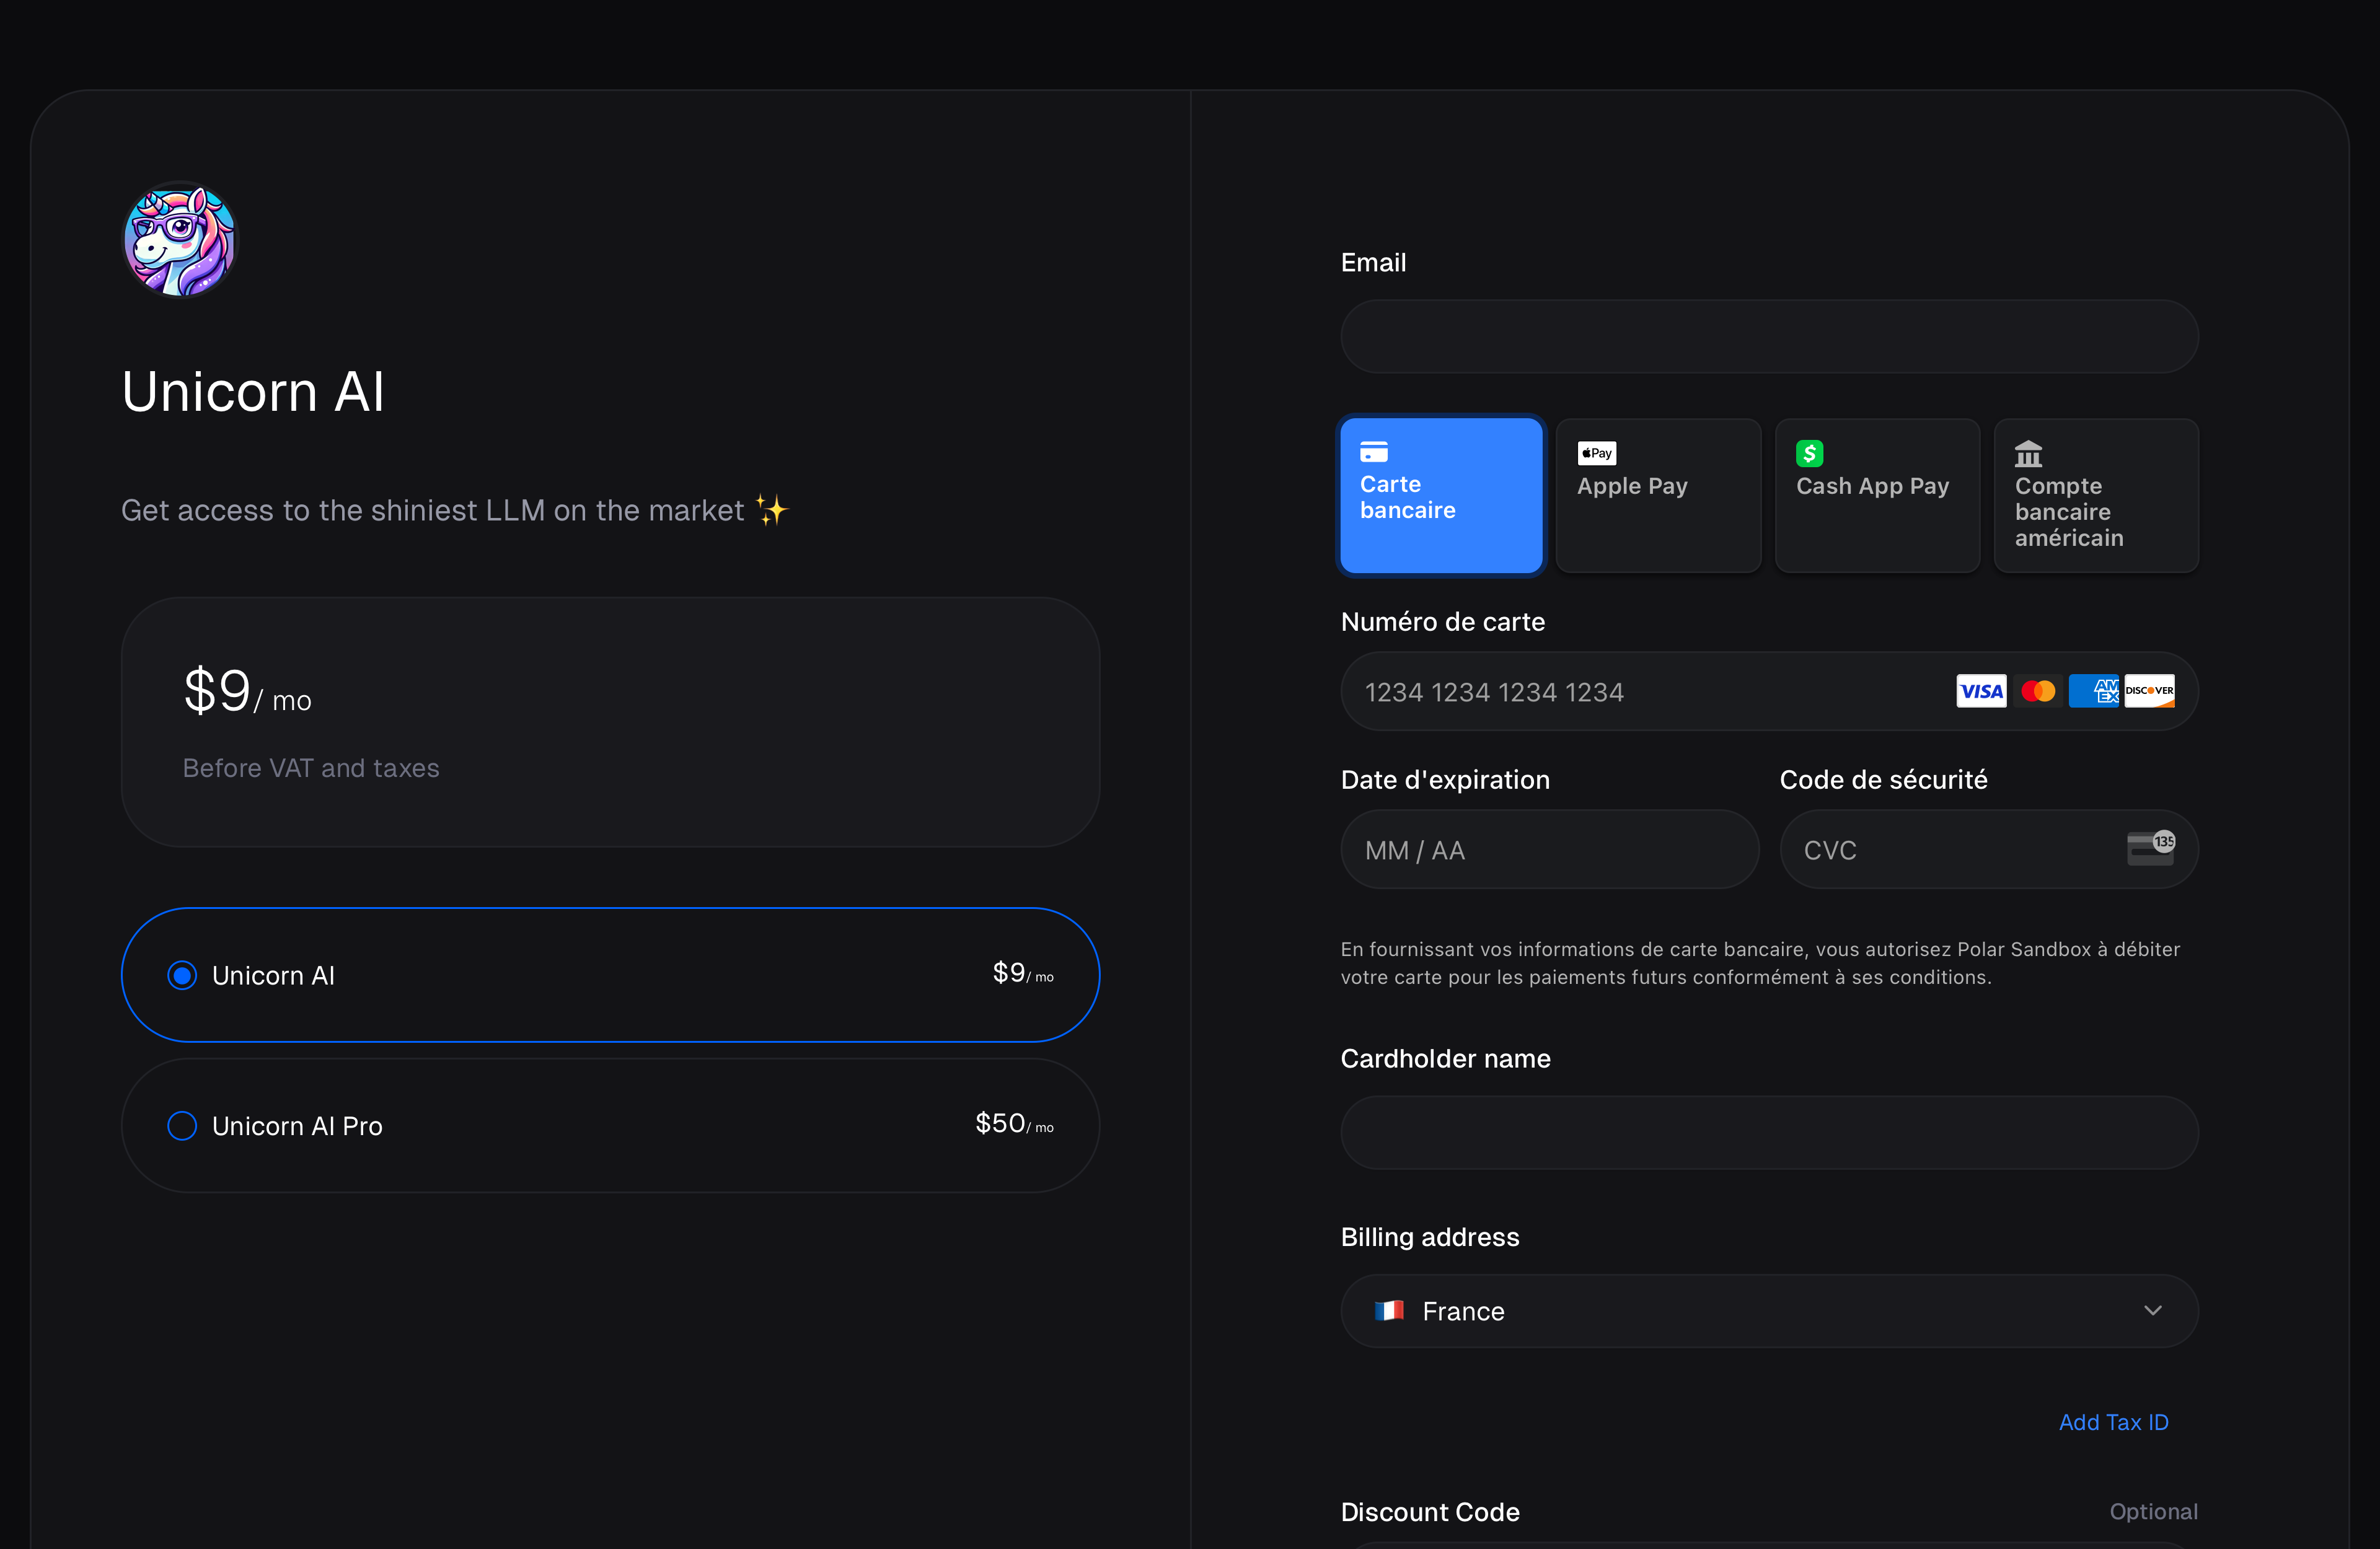 Unicorn AI
Get access to the shiniest LLM on the market ✨
$9/ mo
Before VAT and taxes
Unicorn AI
$9/ mo
Unicorn AI Pro
$50/ mo
Email
Carte
bancaire
Pay
Apple Pay
$
Cash App Pay
Compte
bancaire
américain
Numéro de carte
1234 1234 1234 1234
VISA
AM
EX
DISCOVER
Date d'expiration
Code de sécurité
MM / AA
CVC
135
En fournissant vos informations de carte bancaire, vous autorisez Polar Sandbox à débiter
votre carte pour les paiements futurs conformément à ses conditions.
Cardholder name
Billing address
France
Add Tax ID
Discount Code
Optional